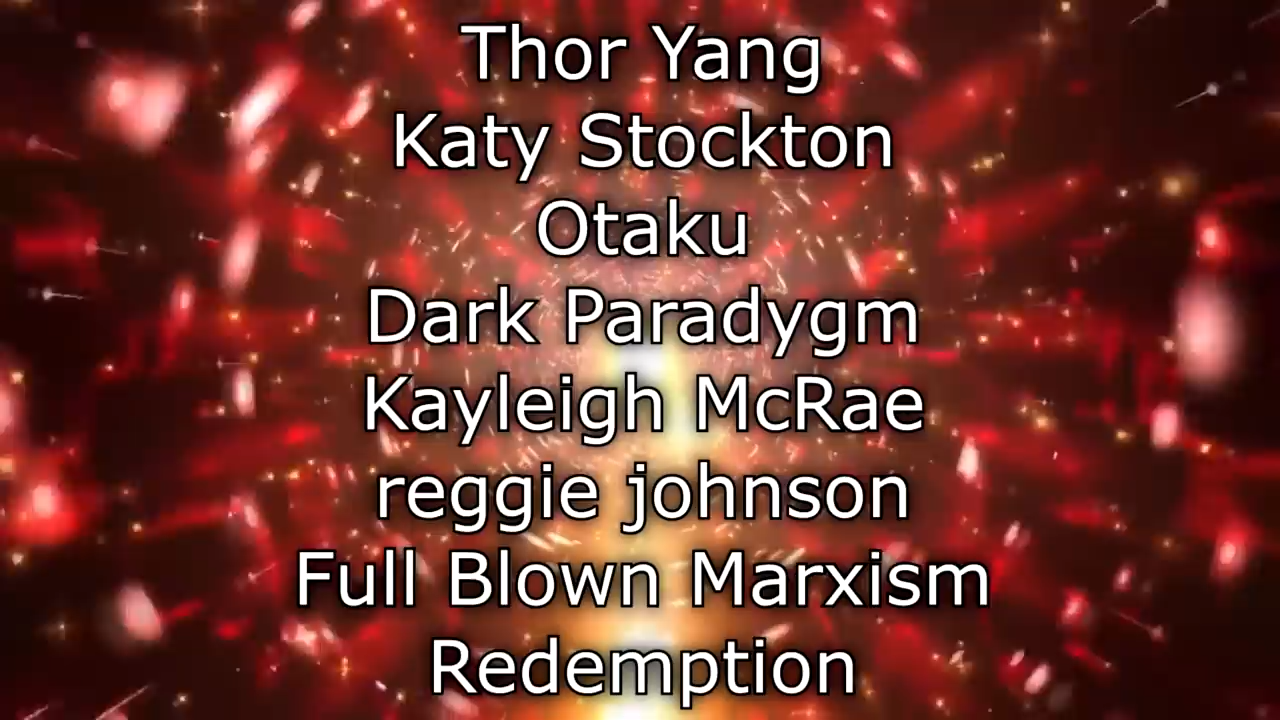 Thor Yang
Katy Stockton
Otaku
Dark Paradygm
Kayleigh McRae
reggie johnson
Full Blown Marxism
Redemption